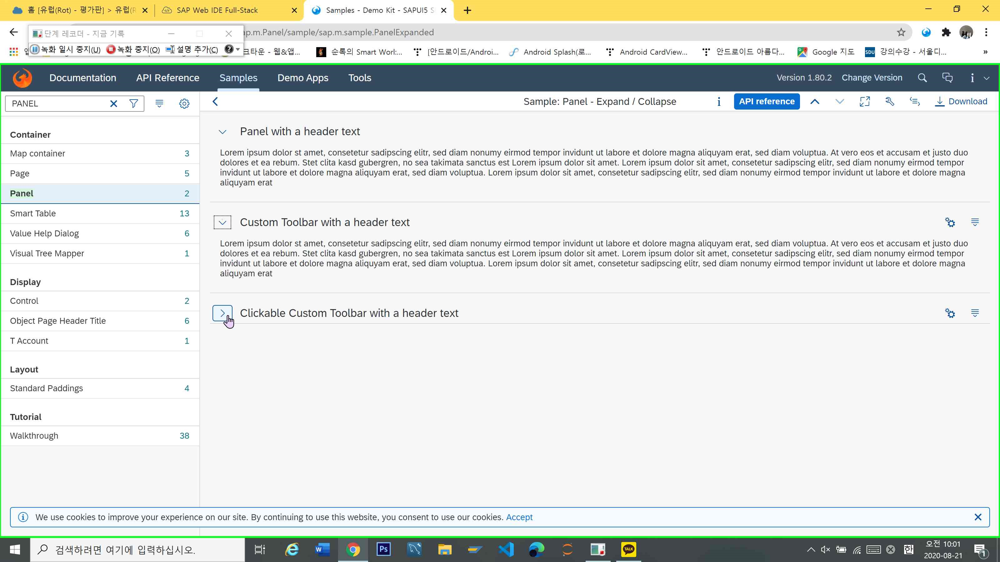 홈 [유럽(Rot) - 평가판] > 유럽(R
SAP Web IDE Full-Stack
Samples - Demo Kit - SAPUI5 S
단계 레코더 - 지금 기록
ap.m.Panel/sample/sap.m.sample.PanelExpanded
녹화 일시 중지(U)
녹화 중지(O)
설명 추가(C)
크타운 - 웹&앱...
순록의 Smart Worl:...
[안드로이드/Androi...
Android Splash(로...
Android CardView...
안드로이드 아름다...
Google 지도
SDU
강의수강 - 서울디...
»
Documentation
API Reference
Samples
Demo Apps
Tools
Version 1.80.2
Change Version
PANEL
Sample: Panel - Expand / Collapse
API reference
Download
Container
Map container 3
Page 5
Panel 2
Smart Table 13
Value Help Dialog 6
Visual Tree Mapper 1
Display
Control 2
Object Page Header Title 6
T Account 1
Layout
Standard Paddings 4
Tutorial
Walkthrough 38
Panel with a header text
Lorem ipsum dolor st amet, consetetur sadipscing elitr, sed diam nonumy eirmod tempor invidunt ut labore et dolore magna aliquyam erat, sed diam voluptua. At vero eos et accusam et justo duo
dolores et ea rebum. Stet clita kasd gubergren, no sea takimata sanctus est Lorem ipsum dolor sit amet. Lorem ipsum dolor sit amet, consetetur sadipscing elitr, sed diam nonumy eirmod tempor
invidunt ut labore et dolore magna aliquyam erat, sed diam voluptua. Lorem ipsum dolor sit amet, consetetur sadipscing elitr, sed diam nonumy eirmod tempor invidunt ut labore et dolore magna
aliquyam erat
Custom Toolbar with a header text
Lorem ipsum dolor st amet, consetetur sadipscing elitr, sed diam nonumy eirmod tempor invidunt ut labore et dolore magna aliquyam erat, sed diam voluptua. At vero eos et accusam et justo duo
dolores et ea rebum. Stet clita kasd gubergren, no sea takimata sanctus est Lorem ipsum dolor sit amet. Lorem ipsum dolor sit amet, consetetur sadipscing elitr, sed diam nonumy eirmod tempor
invidunt ut labore et dolore magna aliquyam erat, sed diam voluptua. Lorem ipsum dolor sit amet, consetetur sadipscing elitr, sed diam nonumy eirmod tempor invidunt ut labore et dolore magna
aliquyam erat
Clickable Custom Toolbar with a header text
We use cookies to improve your experience on our site. By continuing to use this website, you consent to use our cookies. Accept
검색하려면 여기에 입력하십시오.
W
Ps
TALK
한
오전 10:01
2020-08-21
1